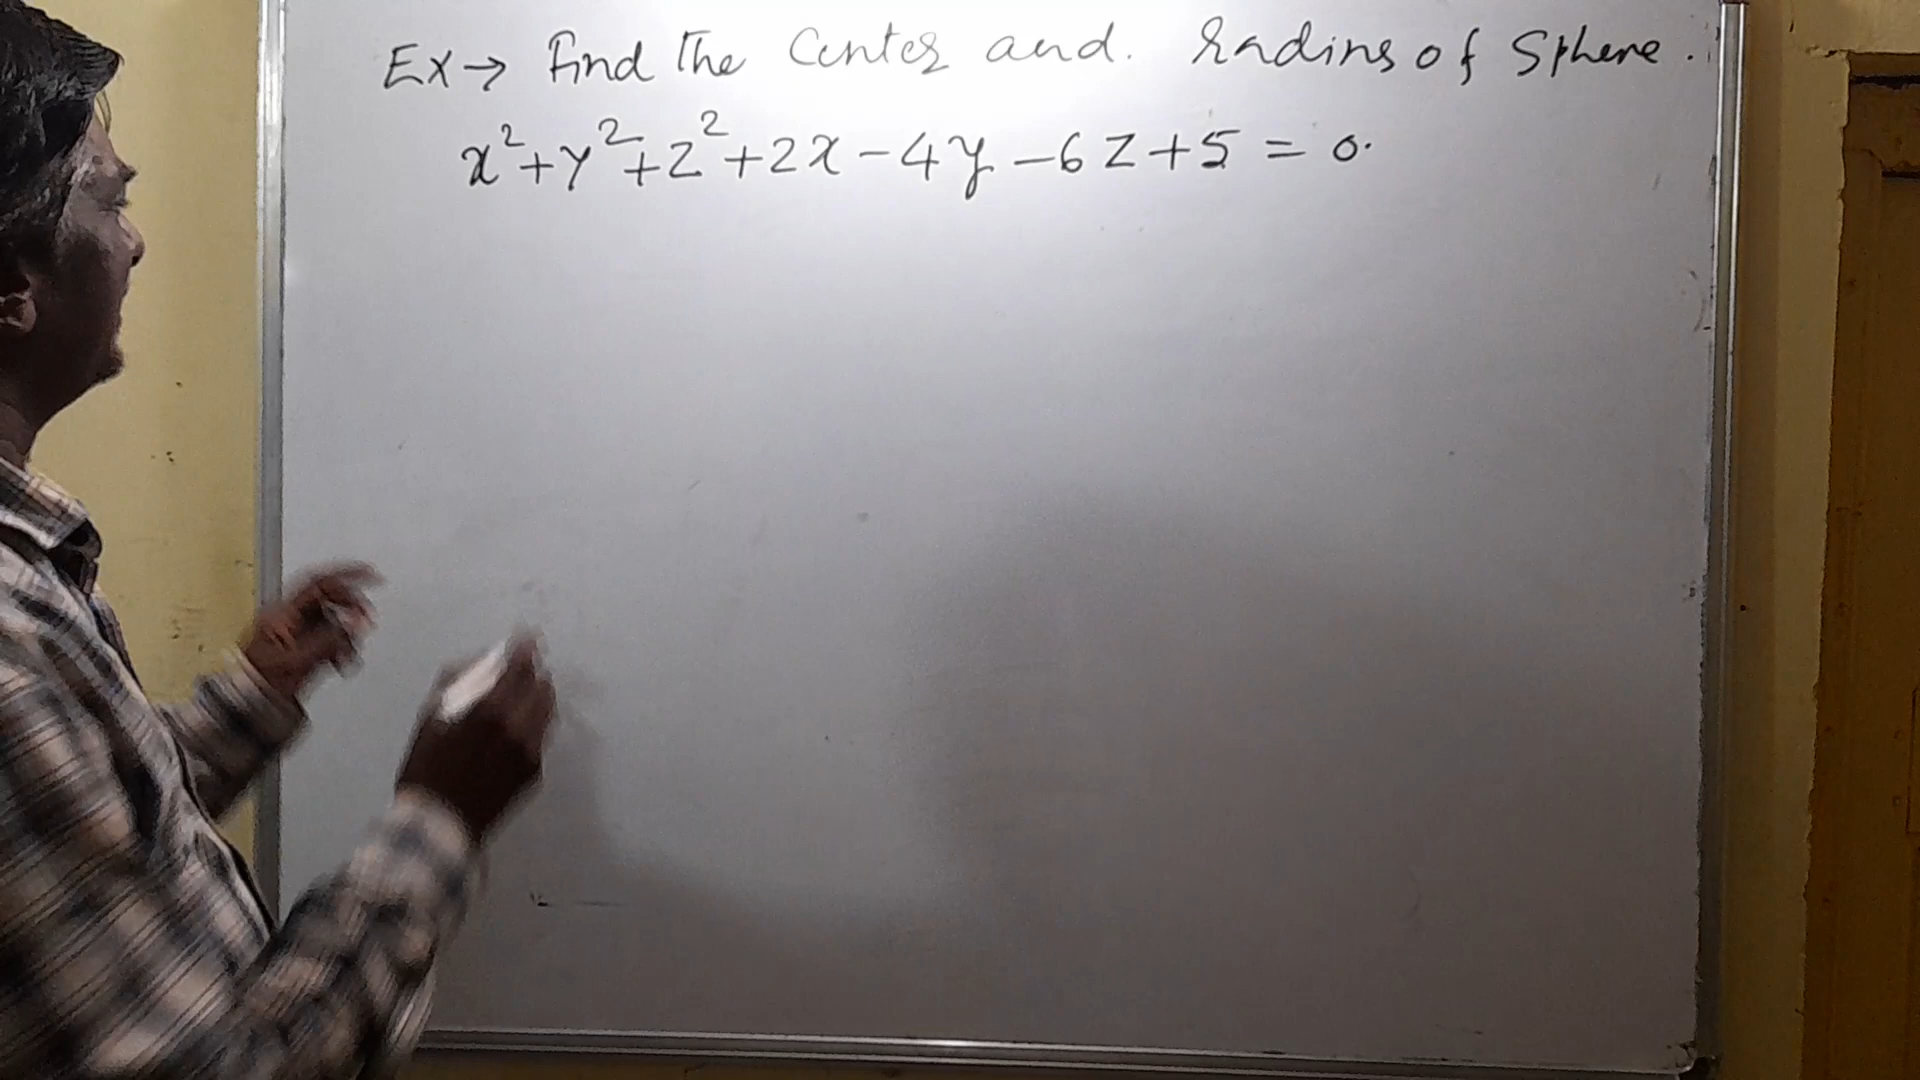 Ex→ Find The Center and. Radius of Sphere.
x²+y²+z²+2x-4y-6z+5=0.